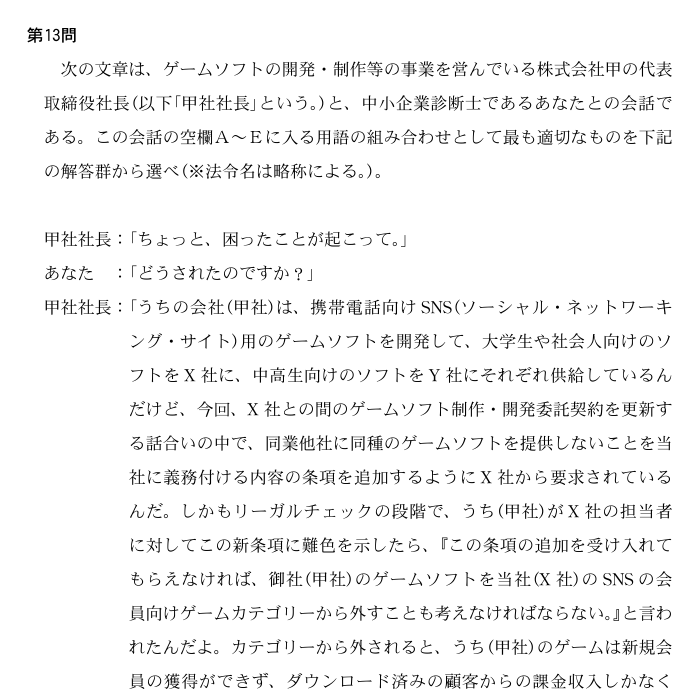 第13問
次の文章は、ゲームソフトの開発・制作等の事業を営んでいる株式会社甲の代表
取締役社長(以下「甲社社長」という。)と、中小企業診断士であるあなたとの会話で
ある。この会話の空欄A～Eに入る用語の組み合わせとして最も適切なものを下記
の解答群から選べ(※法令名は略称による。)。
甲社社長：「ちょっと、困ったことが起こって。」
あなた　：「どうされたのですか？」
甲社社長：「うちの会社(甲社)は、携帯電話向けSNS(ソーシャル・ネットワーキ
ング・サイト)用のゲームソフトを開発して、大学生や社会人向けのソ
フトをX社に、中高生向けのソフトをY社にそれぞれ供給しているん
だけど、今回、X社との間のゲームソフト制作・開発委託契約を更新す
る話合いの中で、同業他社に同種のゲームソフトを提供しないことを当
社に義務付ける内容の条項を追加するようにX社から要求されている
んだ。しかもリーガルチェックの段階で、うち(甲社)がX社の担当者
に対してこの新条項に難色を示したら、『この条項の追加を受け入れて
もらえなければ、御社(甲社)のゲームソフトを当社(X社)のSNSの会
員向けゲームカテゴリーから外すことも考えなければならない。』と言わ
れたんだよ。カテゴリーから外されると、うち(甲社)のゲームは新規会
員の獲得ができず、ダウンロード済みの顧客からの課金収入しかなく